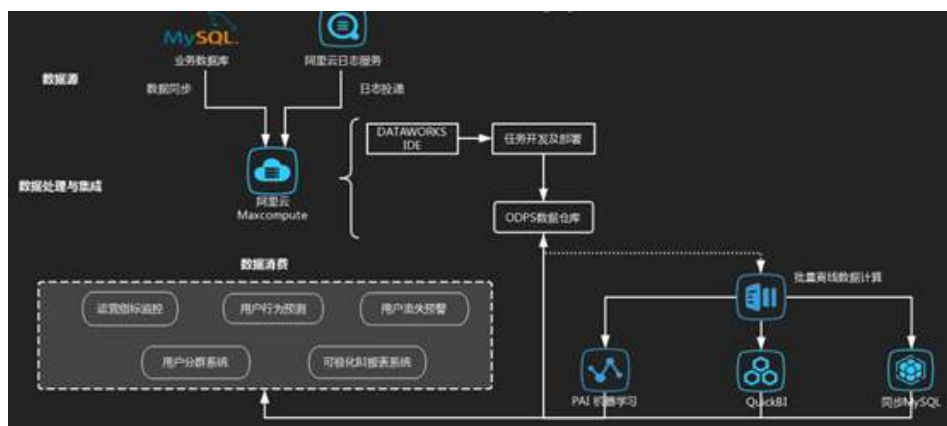 MySQL
业务数据库
阿里云日志服务
数据源
数据同步
日志投递
DATAWORKS
IDE
任务开发及部署
数据处理与集成
阿里云
Maxcompute
ODPS数据仓库
数据消费
批量离线数据计算
运营指标监控
用户行为预测
用户流失预警
用户分群系统
可视化BI报表系统
PAI 机器学习
QuickBI
同步MySQL